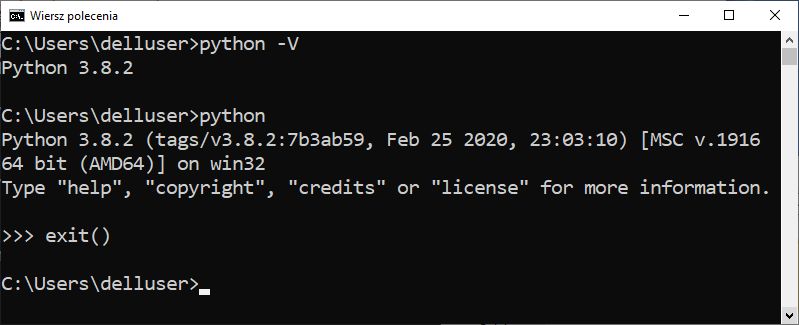 Wiersz polecenia
C:\Users\delluser>python -V
Python 3.8.2
C:\Users\delluser>python
Python 3.8.2 (tags/v3.8.2:7b3ab59, Feb 25 2020, 23:03:10) [MSC v.1916
64 bit (AMD64)] on win32
Type "help", "copyright", "credits" or "license" for more information.
>>> exit()
C:\Users\delluser>